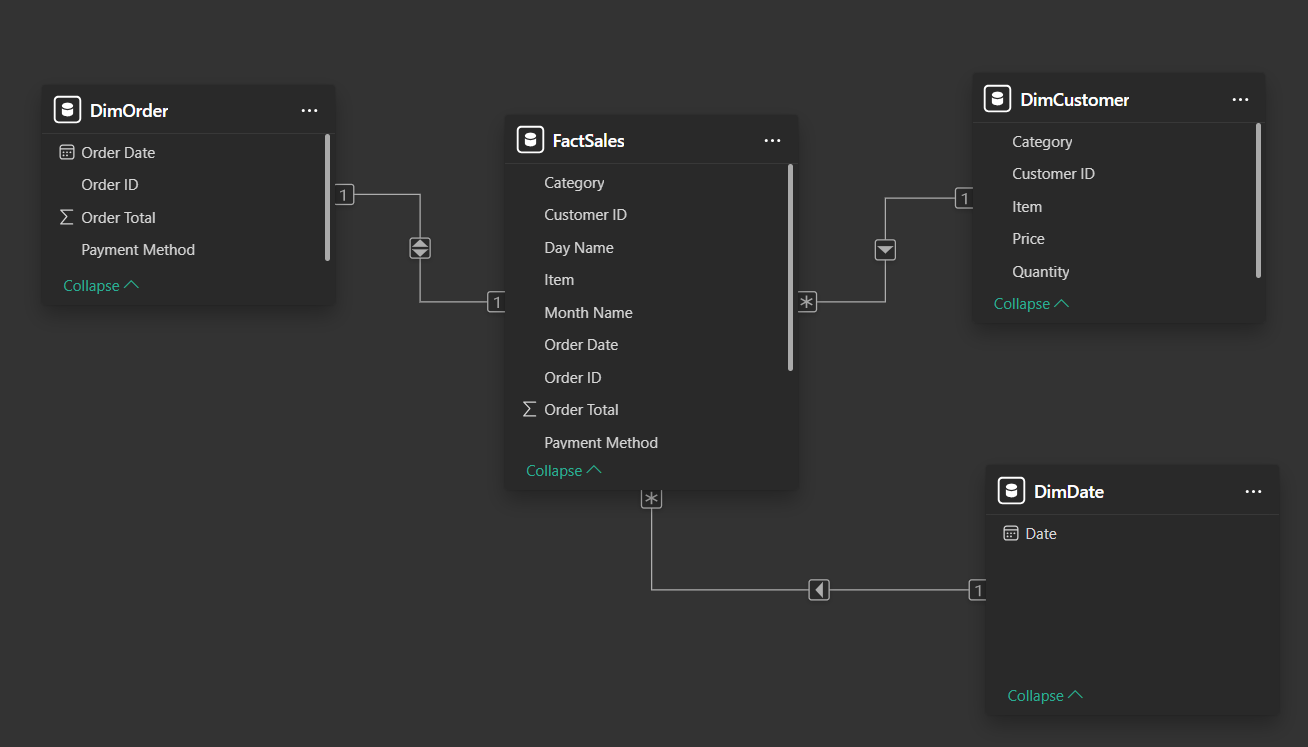 DimOrder
Order Date
Order ID
Order Total
Payment Method
Collapse
1
1
FactSales
Category
Customer ID
Day Name
Item
Month Name
Order Date
Order ID
Order Total
Payment Method
Collapse
*
*
1
DimCustomer
Category
Customer ID
Item
Price
Quantity
Collapse
1
DimDate
Date
Collapse